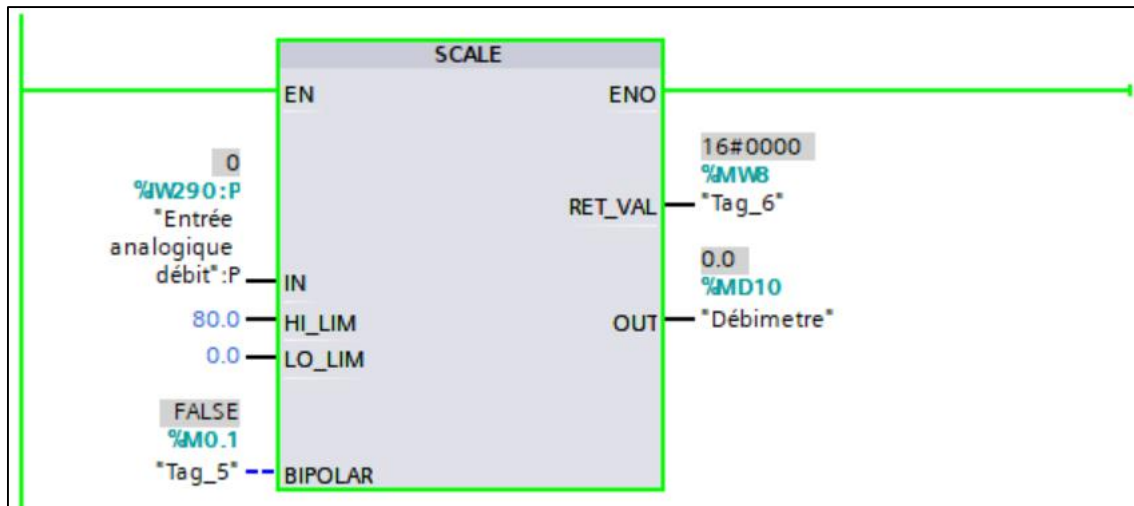 SCALE
EN
ENO
0
%IW290:P
"Entrée
analogique
débit":P
IN
80.0
HI_LIM
0.0
LO_LIM
FALSE
%M0.1
"Tag_5"
BIPOLAR
16#0000
%MW8
RET_VAL
"Tag_6"
0.0
%MD10
OUT
"Débimetre"